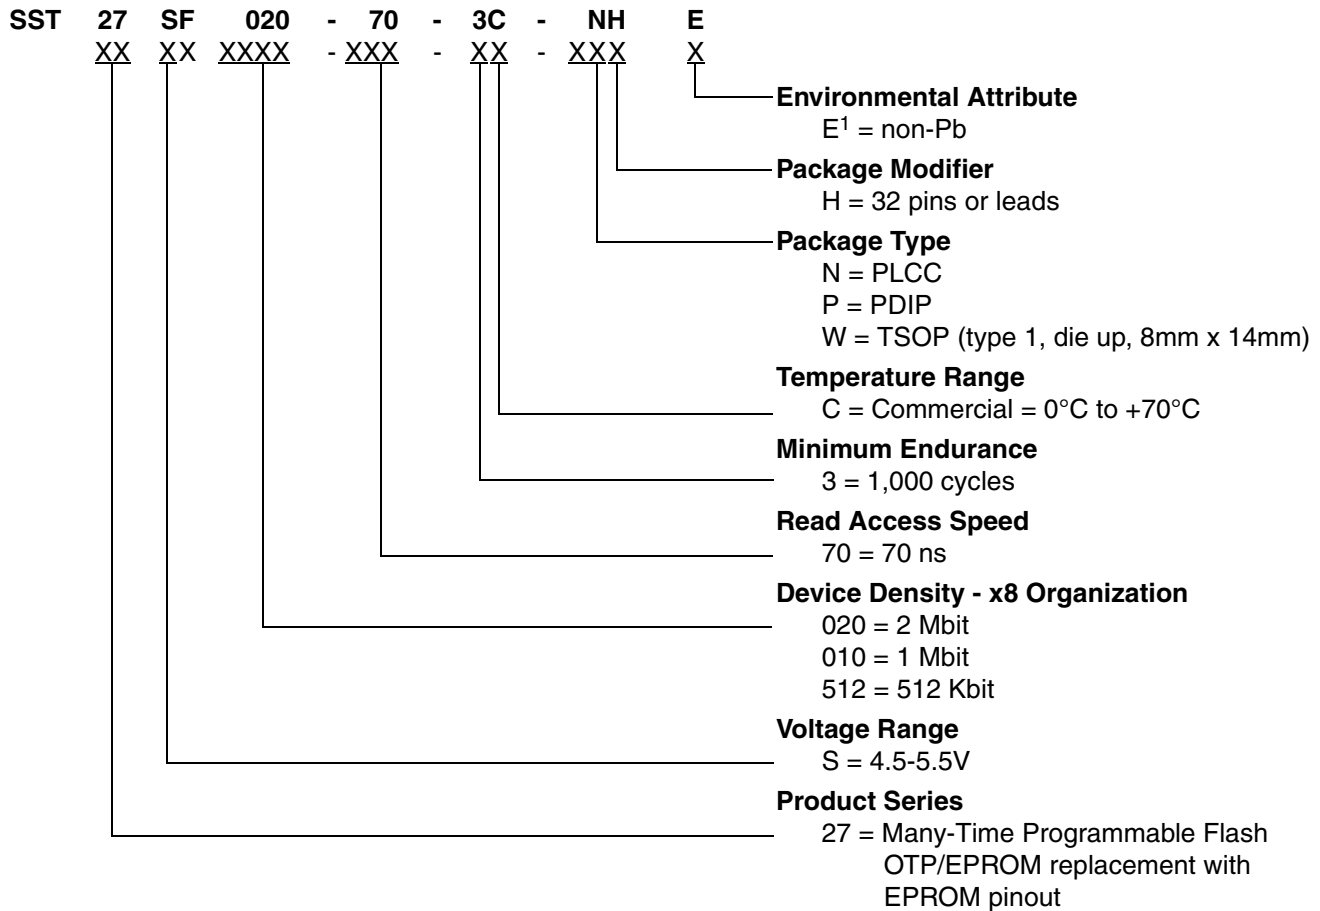 SST 27 SF 020 - 70 - 3C - NH E
XX XX XXXX - XXX - XX - XXX X
Environmental Attribute
E1 = non-Pb
Package Modifier
H = 32 pins or leads
Package Type
N = PLCC
P = PDIP
W = TSOP (type 1, die up, 8mm x 14mm)
Temperature Range
C = Commercial = 0°C to +70°C
Minimum Endurance
3 = 1,000 cycles
Read Access Speed
70 = 70 ns
Device Density - x8 Organization
020 = 2 Mbit
010 = 1 Mbit
512 = 512 Kbit
Voltage Range
S = 4.5-5.5V
Product Series
27 = Many-Time Programmable Flash
OTP/EPROM replacement with
EPROM pinout